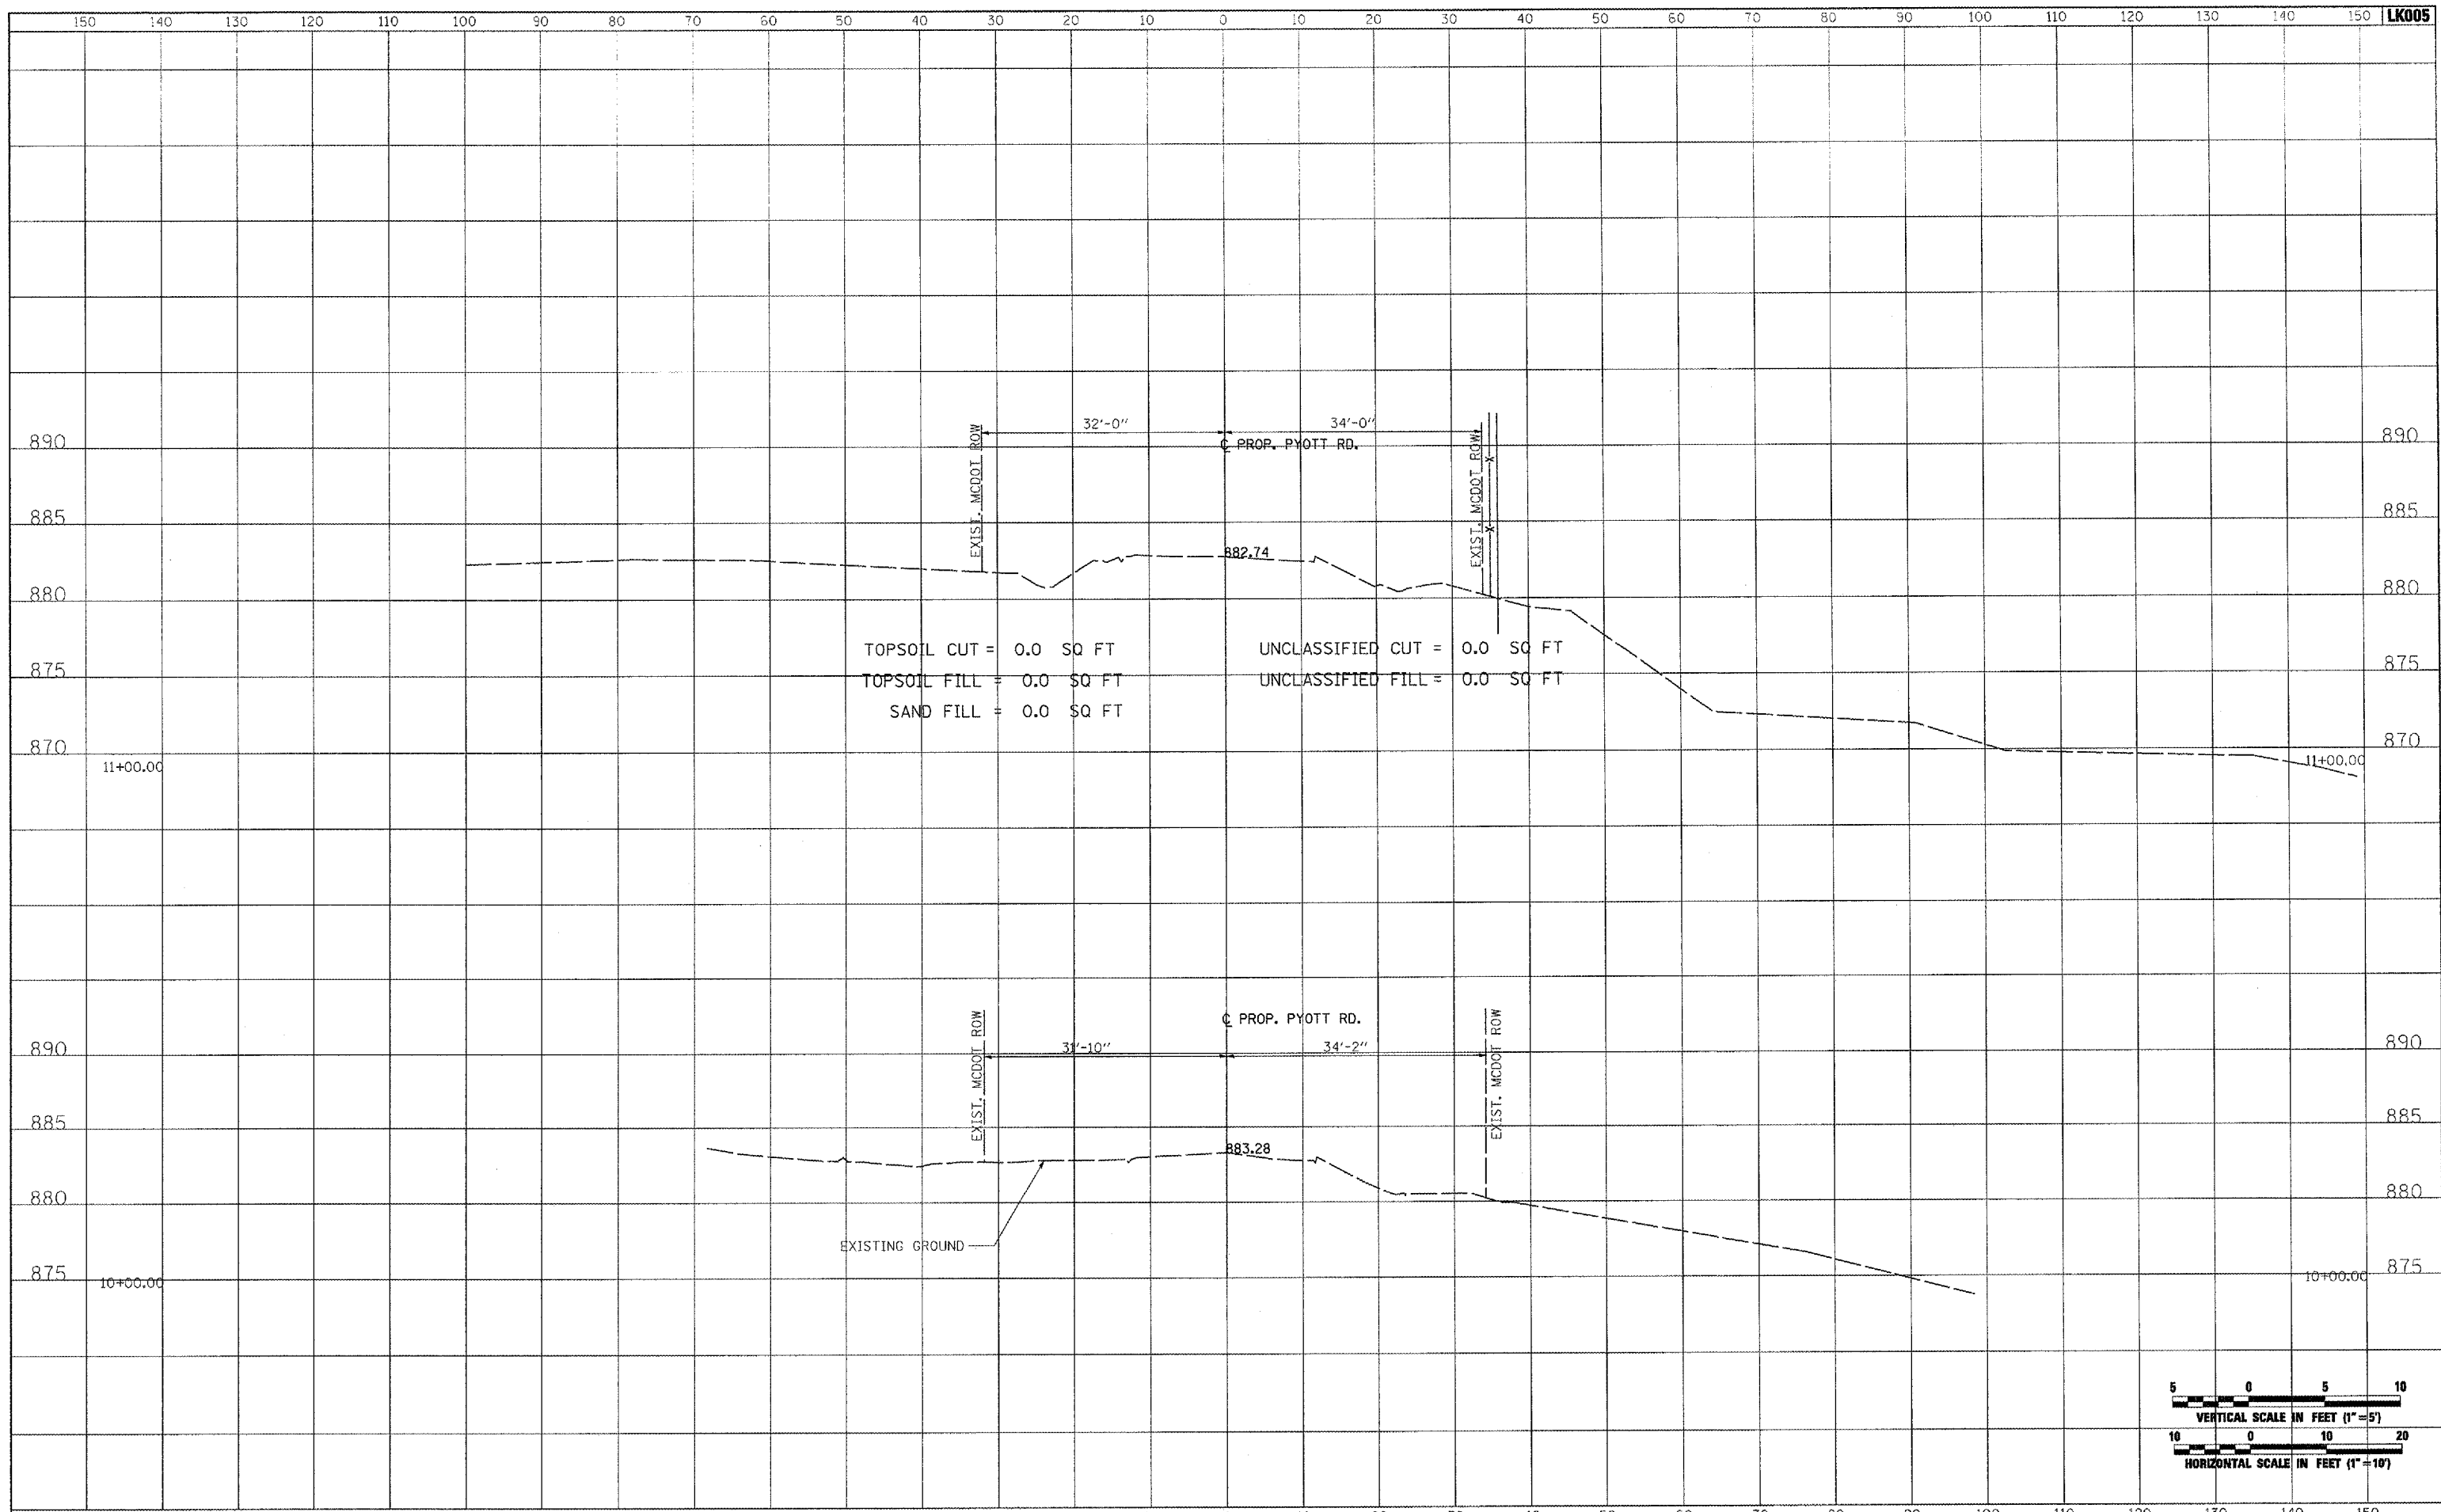 150 140 130 120 110 100 90 80 70 60 50 40 30 20 10 0 10 20 30 40 50 60 70 80 90 100 110 120 130 140 150 LK005
32'-0" 34'-0"
890 ℄ PROP. PYOTT RD. 890
EXIST. MCDOT ROW
EXIST. MCDOT ROW
X
885 885
X
882.74
880 880
TOPSOIL CUT = 0.0 SQ FT UNCLASSIFIED CUT = 0.0 SQ FT
875 875
TOPSOIL FILL = 0.0 SQ FT UNCLASSIFIED FILL = 0.0 SQ FT
SAND FILL = 0.0 SQ FT
870 870
11+00.00 11+00.00
℄ PROP. PYOTT RD.
EXIST. MCDOT ROW
EXIST. MCDOT ROW
890 31'-10" 34'-2" 890
885 885
883.28
880 880
EXISTING GROUND
875 875
10+00.00 10+00.00
5 0 5 10
VERTICAL SCALE IN FEET (1"=5')
10 0 10 20
HORIZONTAL SCALE IN FEET (1"=10')